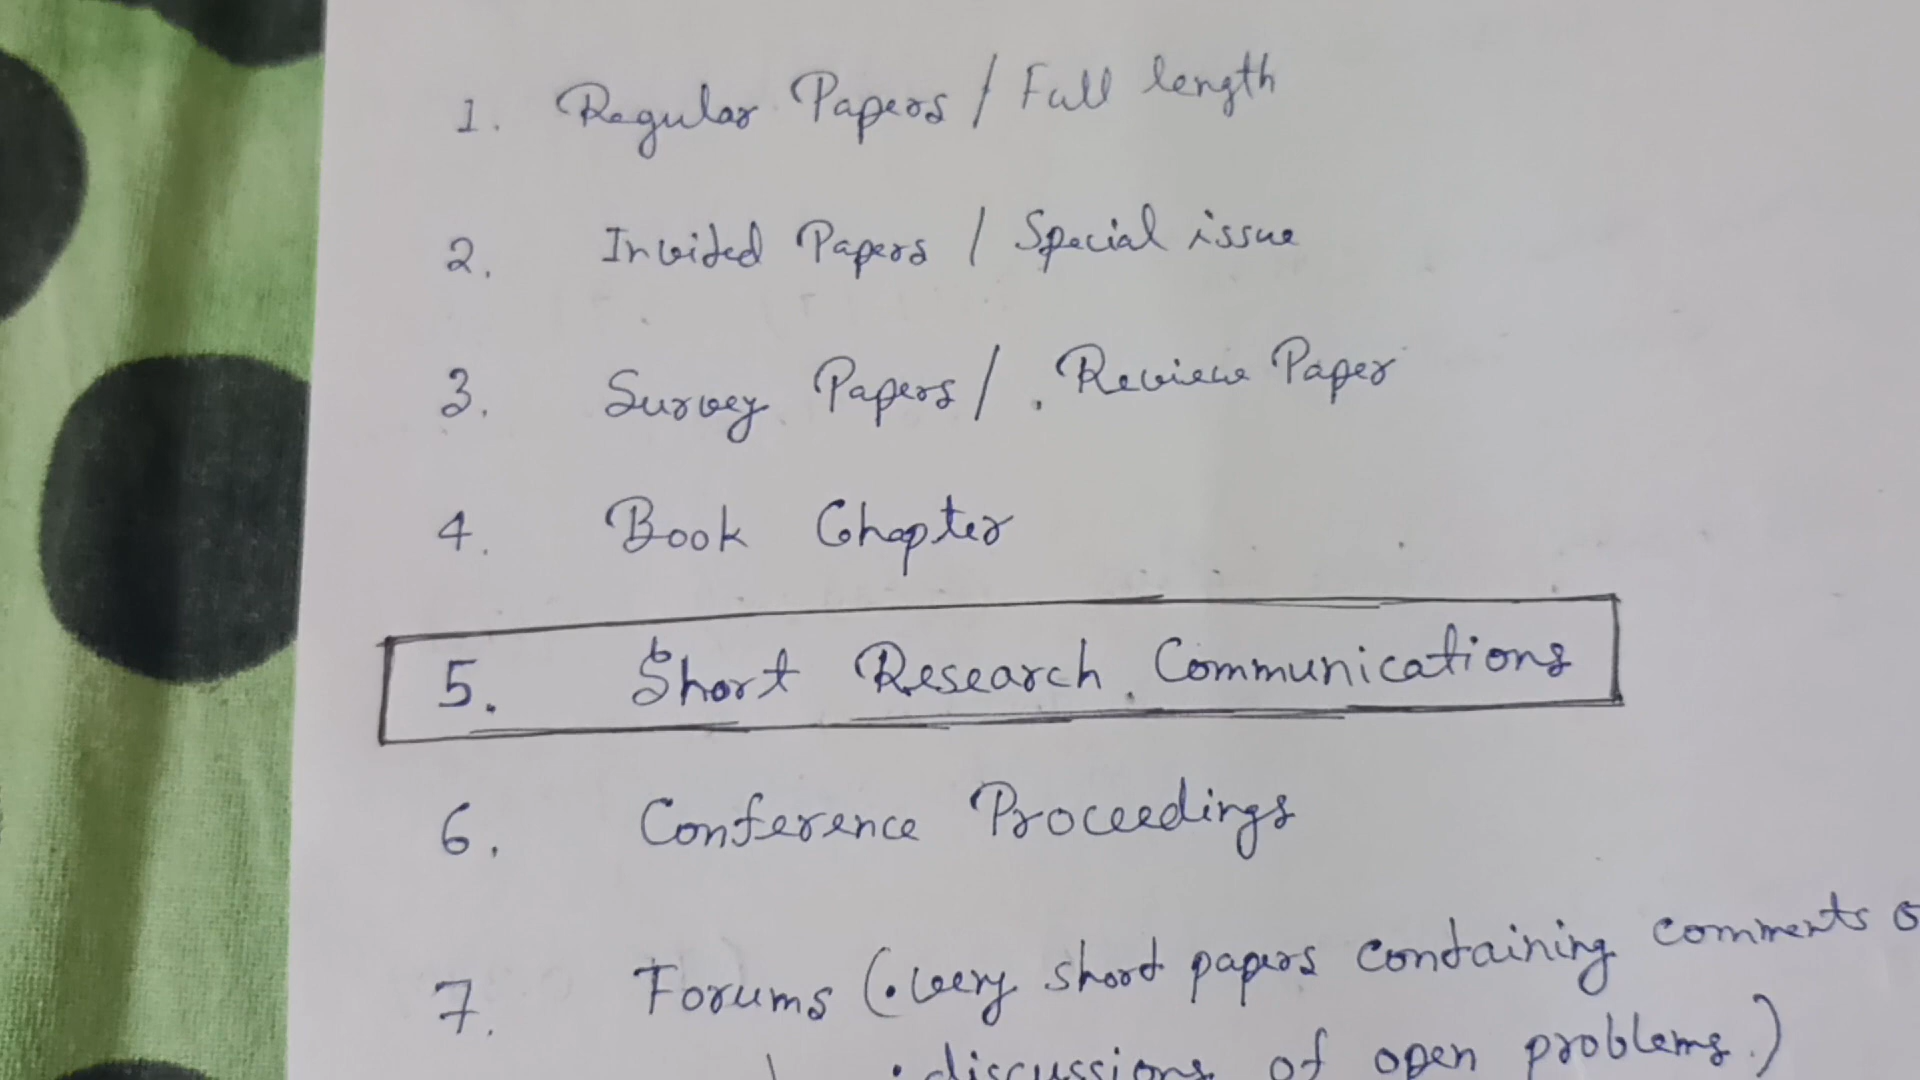 1. Regular Papers / Full length
2. Invited Papers / Special issue
3. Survey Papers / . Review Paper
4. Book Chapter
5. Short Research Communications
6. Conference Proceedings
7. Forums (. very short papers containing comments
. discussions of open problems.)